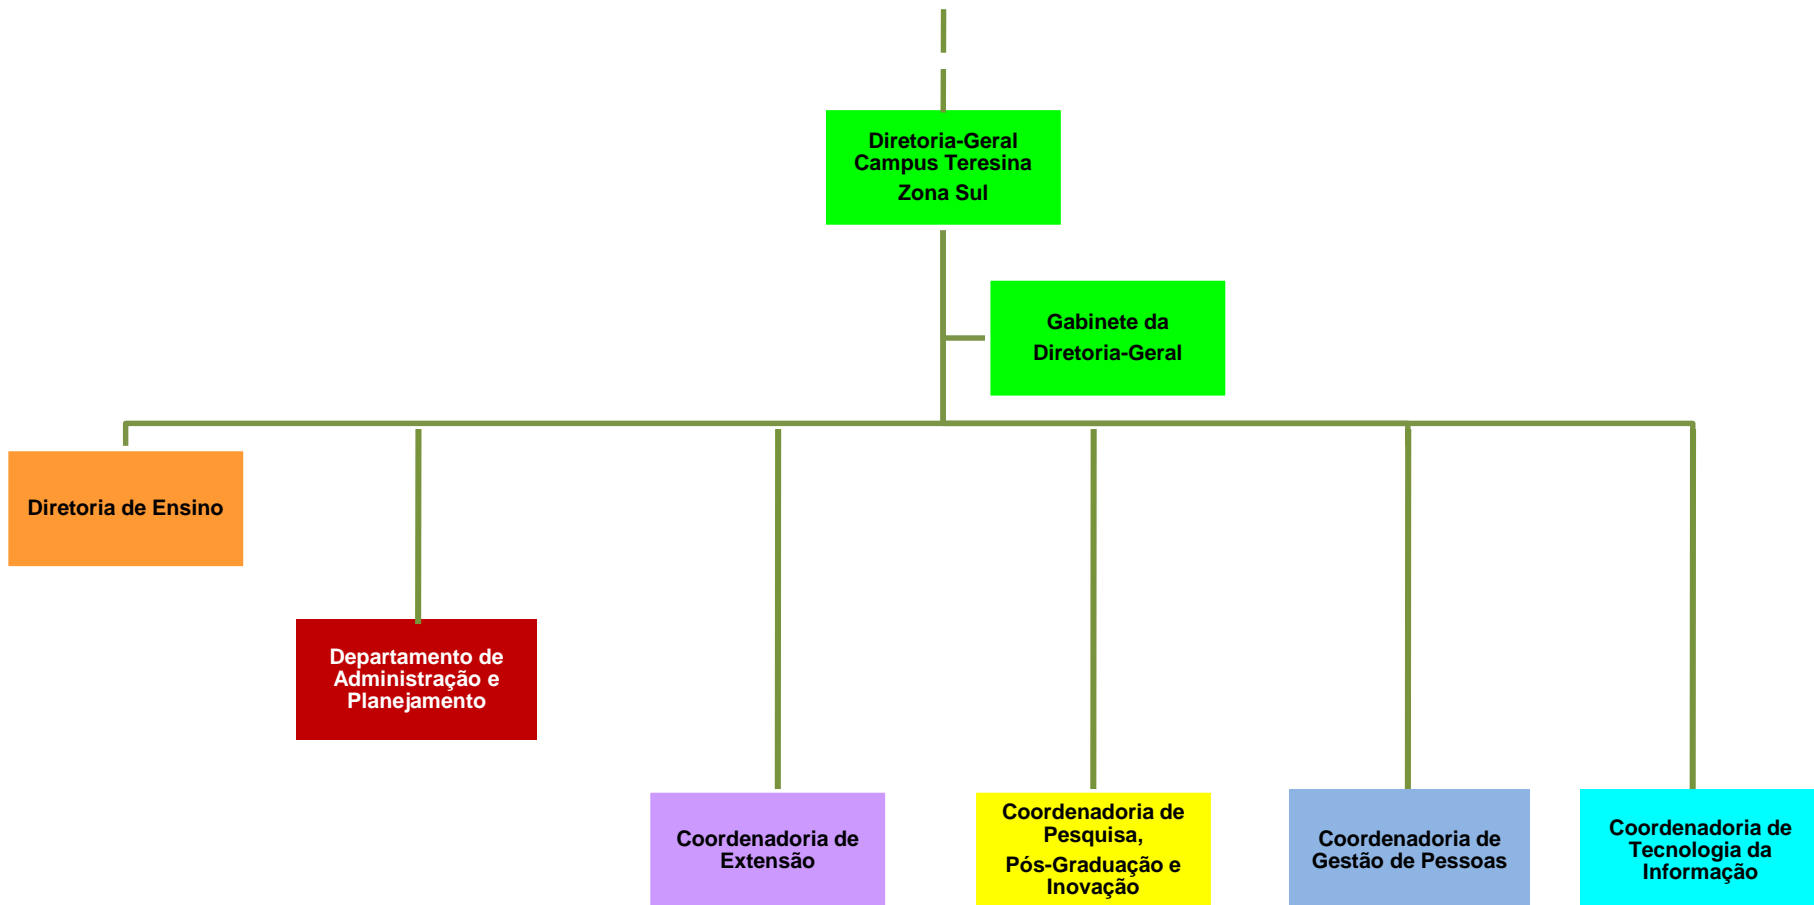 Diretoria-Geral
Campus Teresina
Zona Sul
Gabinete da
Diretoria-Geral
Diretoria de Ensino
Departamento de
Administração e
Planejamento
Coordenadoria de
Extensão
Coordenadoria de
Pesquisa,
Pós-Graduação e
Inovação
Coordenadoria de
Gestão de Pessoas
Coordenadoria de
Tecnologia da
Informação